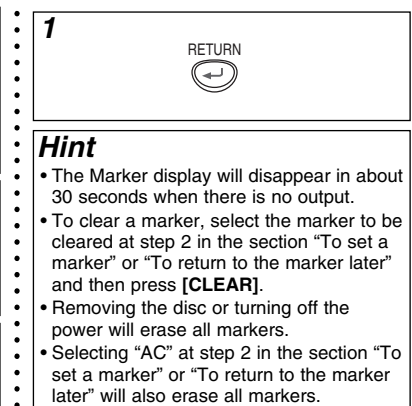 1
RETURN
Hint
• The Marker display will disappear in about
30 seconds when there is no output.
• To clear a marker, select the marker to be
cleared at step 2 in the section “To set a
marker” or “To return to the marker later”
and then press [CLEAR].
• Removing the disc or turning off the
power will erase all markers.
• Selecting “AC” at step 2 in the section “To
set a marker” or “To return to the marker
later” will also erase all markers.